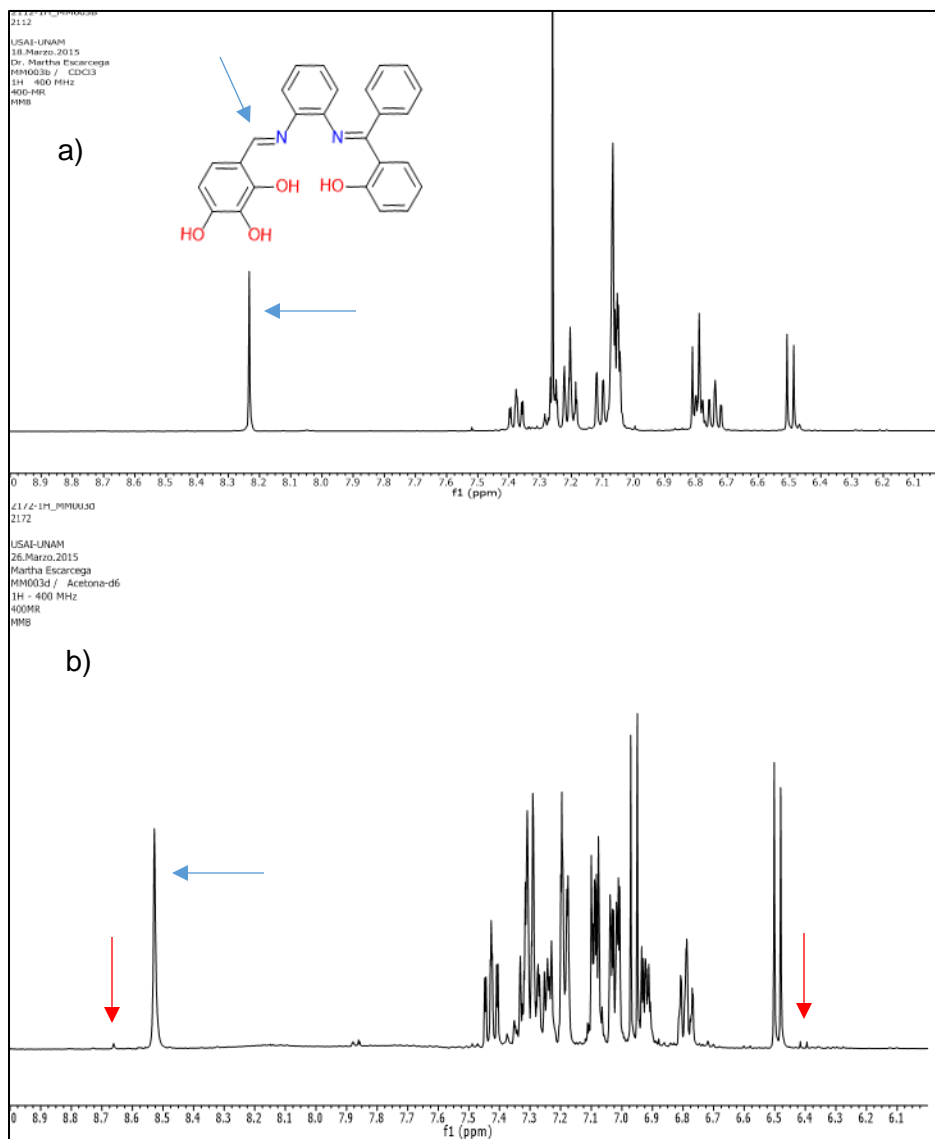 2112-1H_MM003b
2112
USAI-UNAM
18.Marzo.2015
Dr. Martha Escarcega
MM003b / CDCl3
1H 400 MHz
400-MR
MMB
a)
N N
OH HO
HO OH
0 8.9 8.8 8.7 8.6 8.5 8.4 8.3 8.2 8.1 8.0 7.9 7.8 7.7 7.6 7.5 7.4 7.3 7.2 7.1 7.0 6.9 6.8 6.7 6.6 6.5 6.4 6.3 6.2 6.1
f1 (ppm)
2172-1H_MM003d
2172
USAI-UNAM
26.Marzo.2015
Martha Escarcega
MM003d / Acetona-d6
1H - 400 MHz
400MR
MMB
b)
0 8.9 8.8 8.7 8.6 8.5 8.4 8.3 8.2 8.1 8.0 7.9 7.8 7.7 7.6 7.5 7.4 7.3 7.2 7.1 7.0 6.9 6.8 6.7 6.6 6.5 6.4 6.3 6.2 6.1
f1 (ppm)